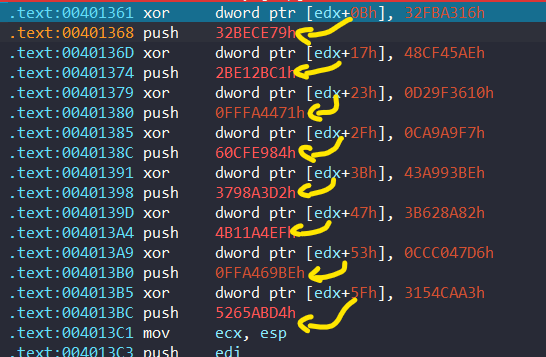 .text:00401361 xor dword ptr [edx+0Bh], 32FBA316h
.text:00401368 push 32BECE79h
.text:0040136D xor dword ptr [edx+17h], 48CF45AEh
.text:00401374 push 2BE12BC1h
.text:00401379 xor dword ptr [edx+23h], 0D29F3610h
.text:00401380 push 0FFFA4471h
.text:00401385 xor dword ptr [edx+2Fh], 0CA9A9F7h
.text:0040138C push 60CFE984h
.text:00401391 xor dword ptr [edx+3Bh], 43A993BEh
.text:00401398 push 3798A3D2h
.text:0040139D xor dword ptr [edx+47h], 3B628A82h
.text:004013A4 push 4B11A4EFh
.text:004013A9 xor dword ptr [edx+53h], 0CCC047D6h
.text:004013B0 push 0FFA469BEh
.text:004013B5 xor dword ptr [edx+5Fh], 3154CAA3h
.text:004013BC push 5265ABD4h
.text:004013C1 mov ecx, esp
.text:004013C3 push edi